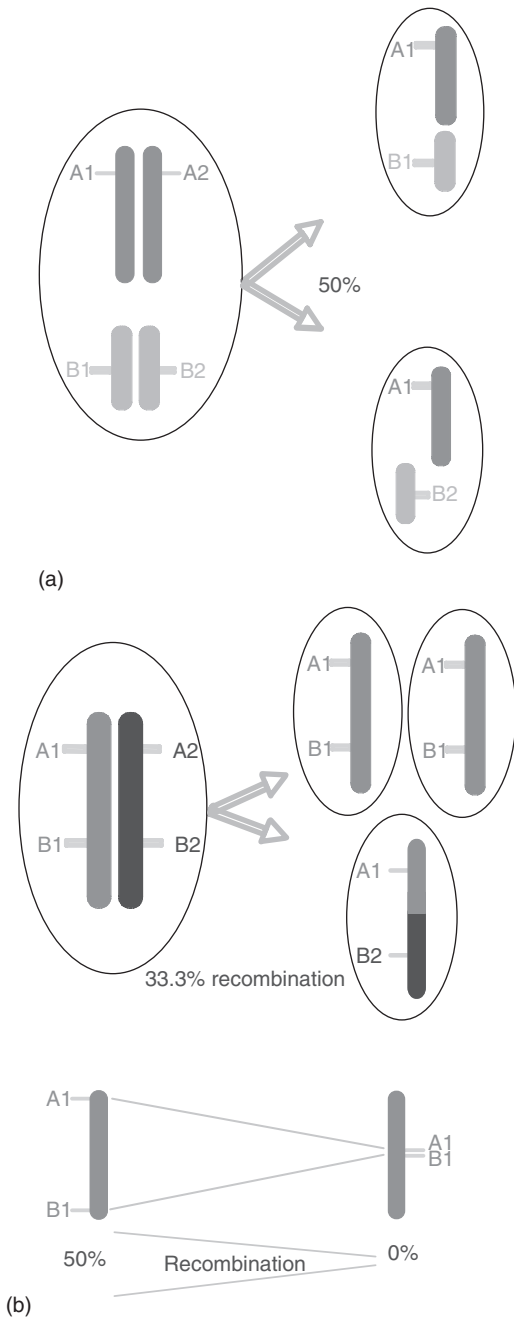 A1
B1
A1 A2
50%
B1 B2
A1
B2
(a)
A1 A1
B1 B1
A1 A2
B1 B2
A1
B2
33.3% recombination
A1
A1
B1
B1
50% Recombination 0%
(b)